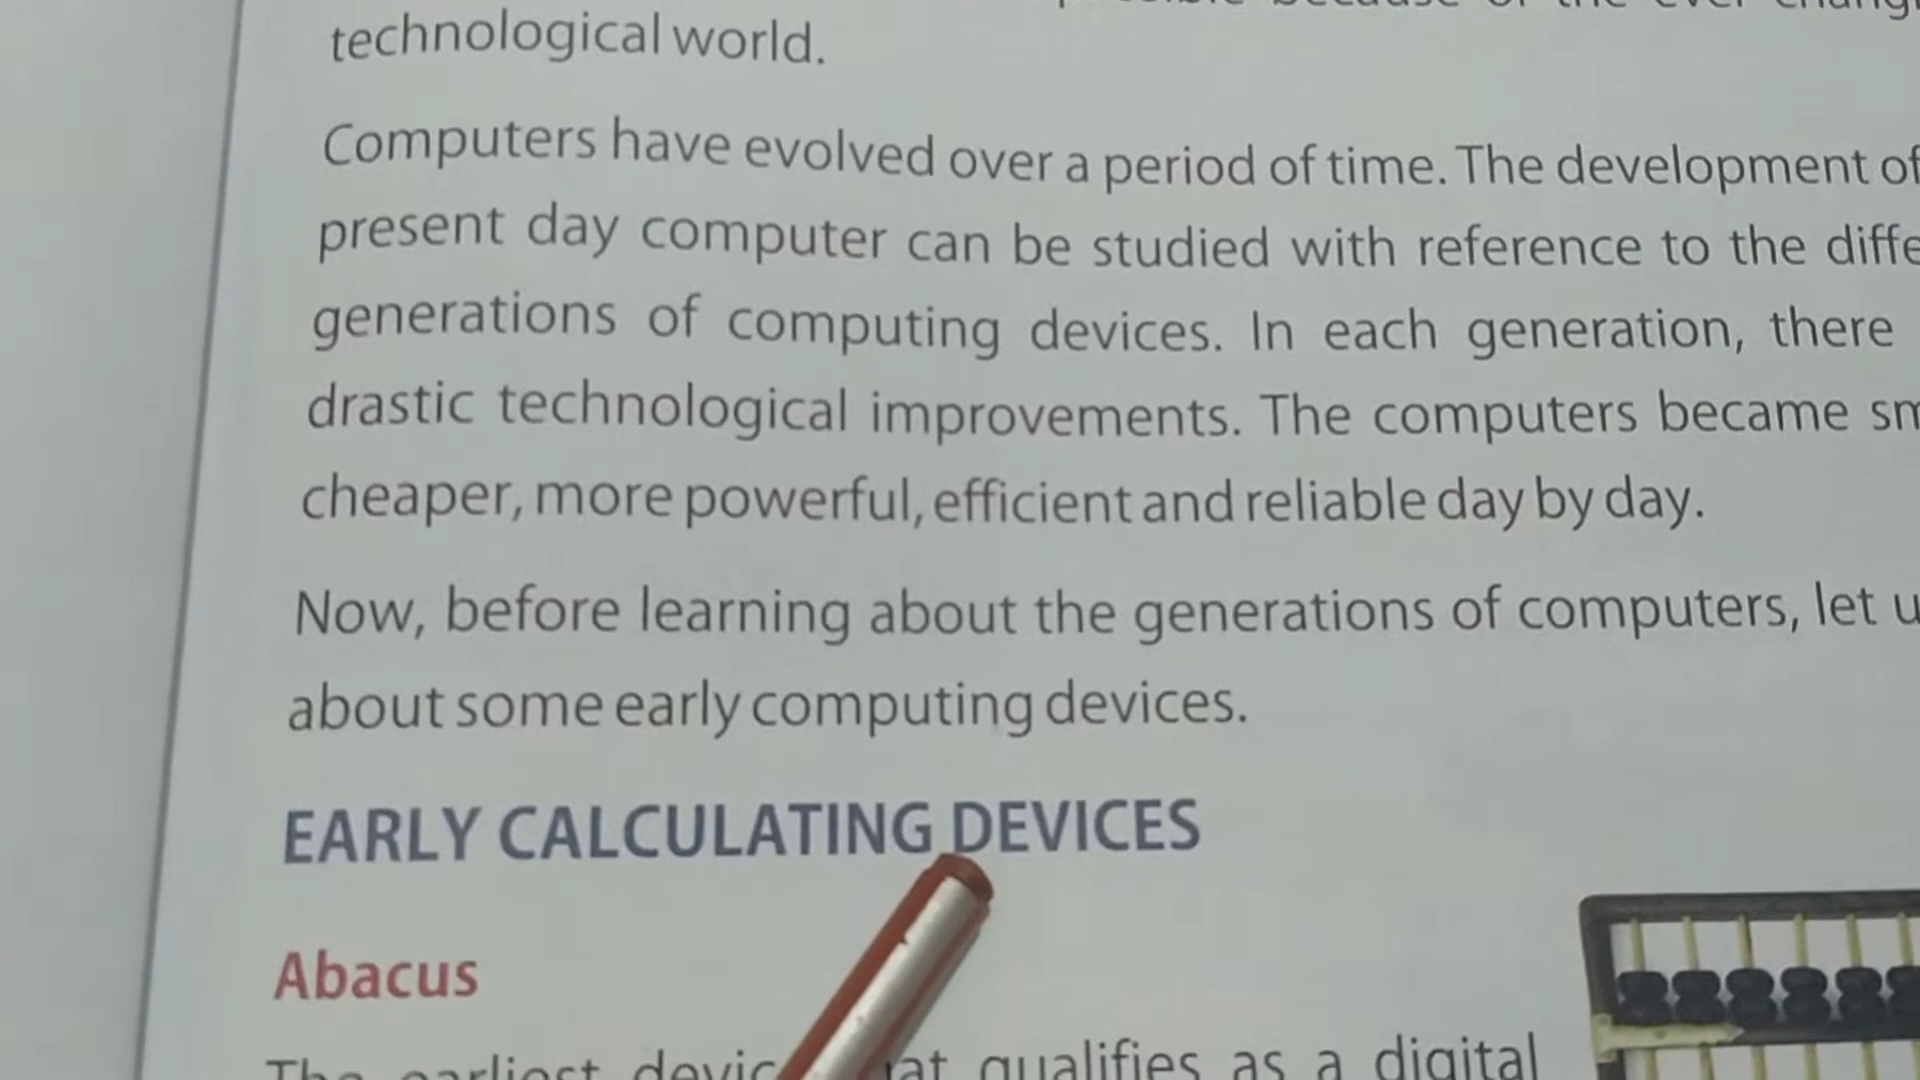 technological world.
Computers have evolved over a period of time. The development of
present day computer can be studied with reference to the
generations of computing devices. In each generation, there
drastic technological improvements. The computers became
cheaper, more powerful, efficient and reliable day by day.
Now, before learning about the generations of computers, let
about some early computing devices.
EARLY CALCULATING DEVICES
Abacus
The earliest qualifies as a digital